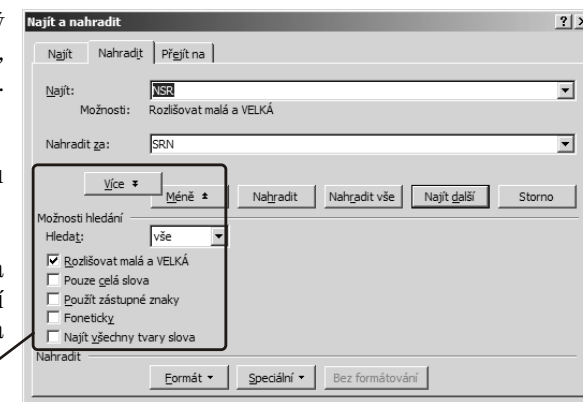 Najít a nahradit
Najít Nahradit Přejít na
Najít: NSR
Možnosti: Rozlišovat malá a VELKÁ
Nahradit za: SRN
Více
Méně Nahradit Nahradit vše Najít další Storno
Možnosti hledání
Hledat: vše
Rozlišovat malá a VELKÁ
Pouze celá slova
Použít zástupné znaky
Foneticky
Najít všechny tvary slova
Nahradit
Formát Speciální Bez formátování